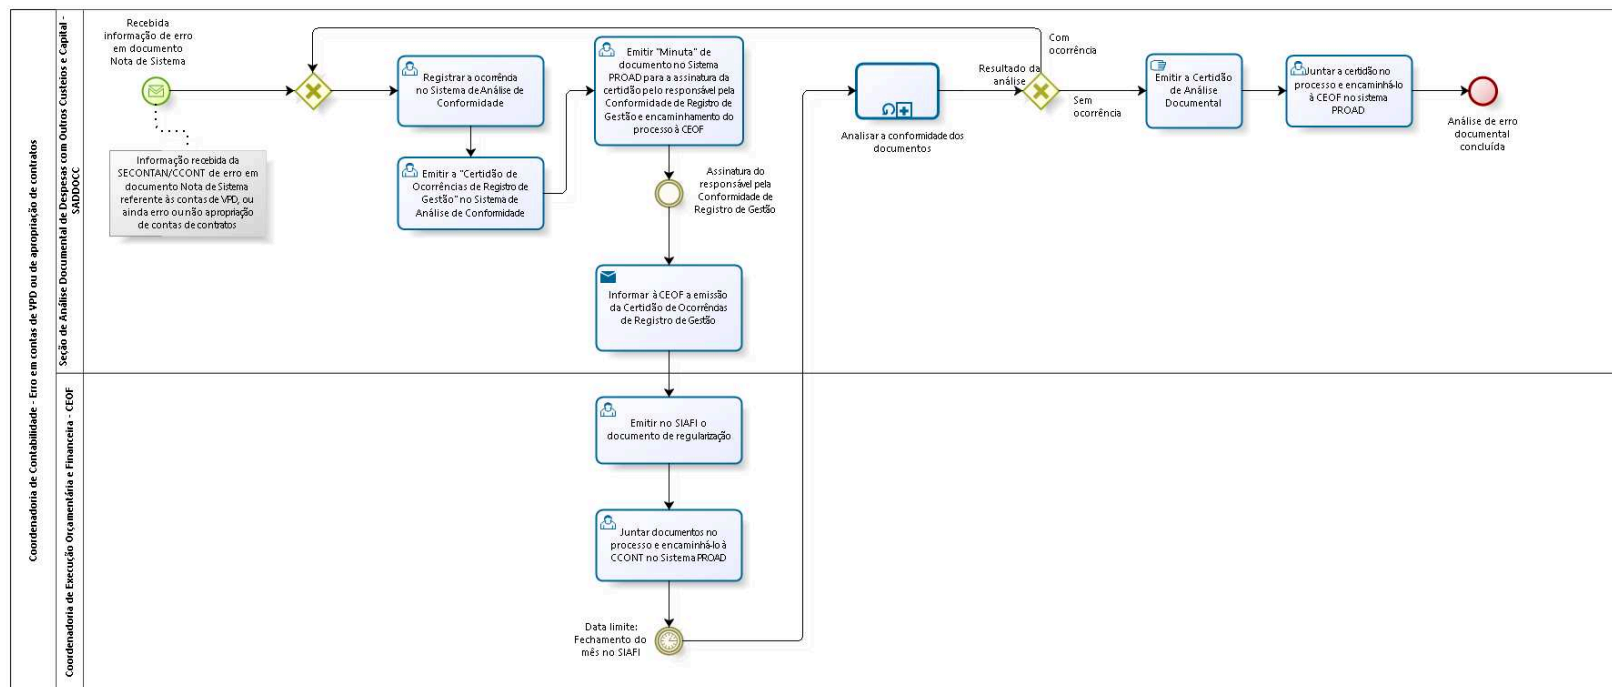 Coordenadoria de Contabilidade - Erro em contas de VPD ou de apropriação de contratos
Seção de Análise Documental de Despesas com Outros Custeios e Capital -
SADDOCC
Recebida
informação de erro
em documento
Nota de Sistema
Informação recebida da
SECONTAN/CCONT de erro em
documento Nota de Sistema
referente às contas de VPD, ou
ainda erro ou não apropriação
de contas de contratos
Registrar a ocorrência
no Sistema de Análise de
Conformidade
Emitir a "Certidão de
Ocorrências de Registro de
Gestão" no Sistema de
Análise de Conformidade
Emitir "Minuta" de
documento no Sistema
PROAD para a assinatura da
certidão pelo responsável pela
Conformidade de Registro de
Gestão e encaminhamento do
processo à CEOF
Assinatura do
responsável pela
Conformidade de
Registro de Gestão
Informar à CEOF a emissão
da Certidão de Ocorrências
de Registro de Gestão
Analisar a conformidade dos
documentos
Resultado da
análise
Com
ocorrência
Sem
ocorrência
Emitir a Certidão
de Análise
Documental
Juntar a certidão no
processo e encaminhá-lo
à CEOF no sistema
PROAD
Análise de erro
documental
concluída
Coordenadoria de Execução Orçamentária e Financeira - CEOF
Emitir no SIAFI o
documento de regularização
Juntar documentos no
processo e encaminhá-lo à
CCONT no Sistema PROAD
Data limite:
Fechamento do
mês no SIAFI